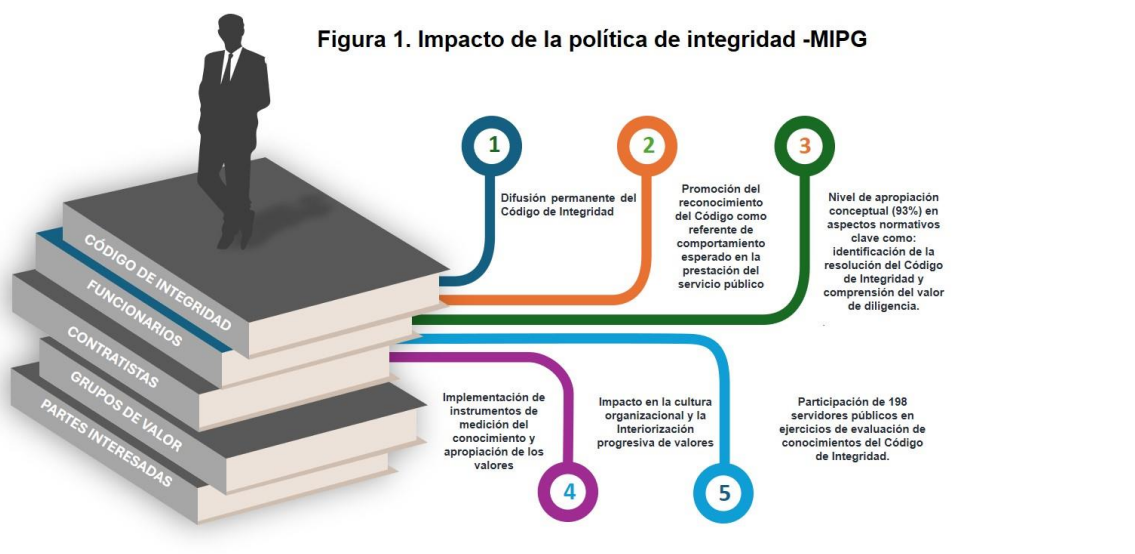 Figura 1. Impacto de la política de integridad -MIPG
1
2
3
Difusión permanente del
Código de Integridad
Promoción del
reconocimiento
del Código como
referente de
comportamiento
esperado en la
prestación del
servicio público
Nivel de apropiación
conceptual (93%) en
aspectos normativos
clave como:
identificación de la
resolución del Código
de Integridad y
comprensión del valor
de diligencia.
CÓDIGO DE INTEGRIDAD
FUNCIONARIOS
CONTRATISTAS
GRUPOS DE VALOR
PARTES INTERESADAS
Implementación de
instrumentos de
medición del
conocimiento y
apropiación de los
valores
4
Impacto en la cultura
organizacional y la
Interiorización
progresiva de valores
5
Participación de 198
servidores públicos en
ejercicios de evaluación de
conocimientos del Código
de Integridad.